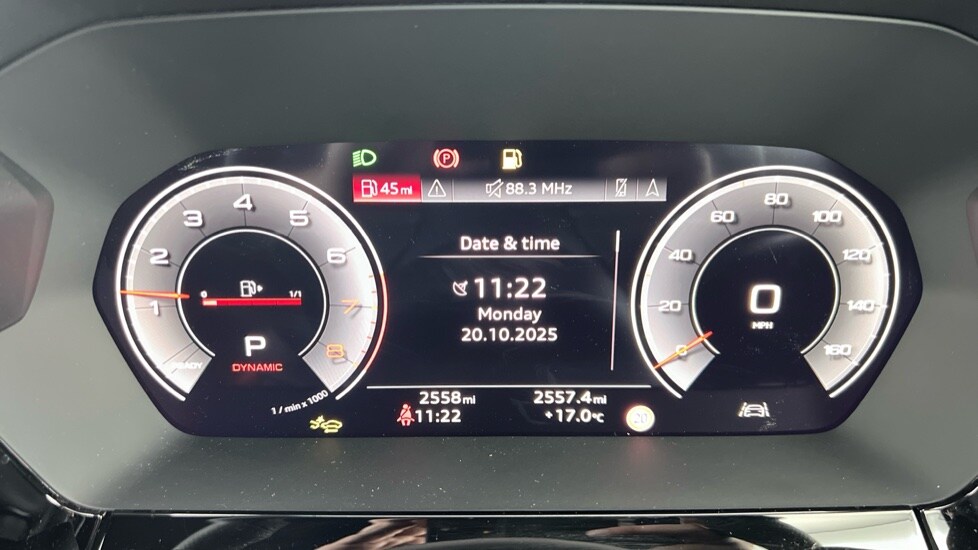 P
45 mi 88.3 MHz
1 2 3 4 5 6 7 8
READY
1 / min x 1000
0 1/1
P
DYNAMIC
Date & time
11:22
Monday
20.10.2025
2558 mi 2557.4 mi
11:22 +17.0°C
0 20 40 60 80 100 120 140 160
0
MPH